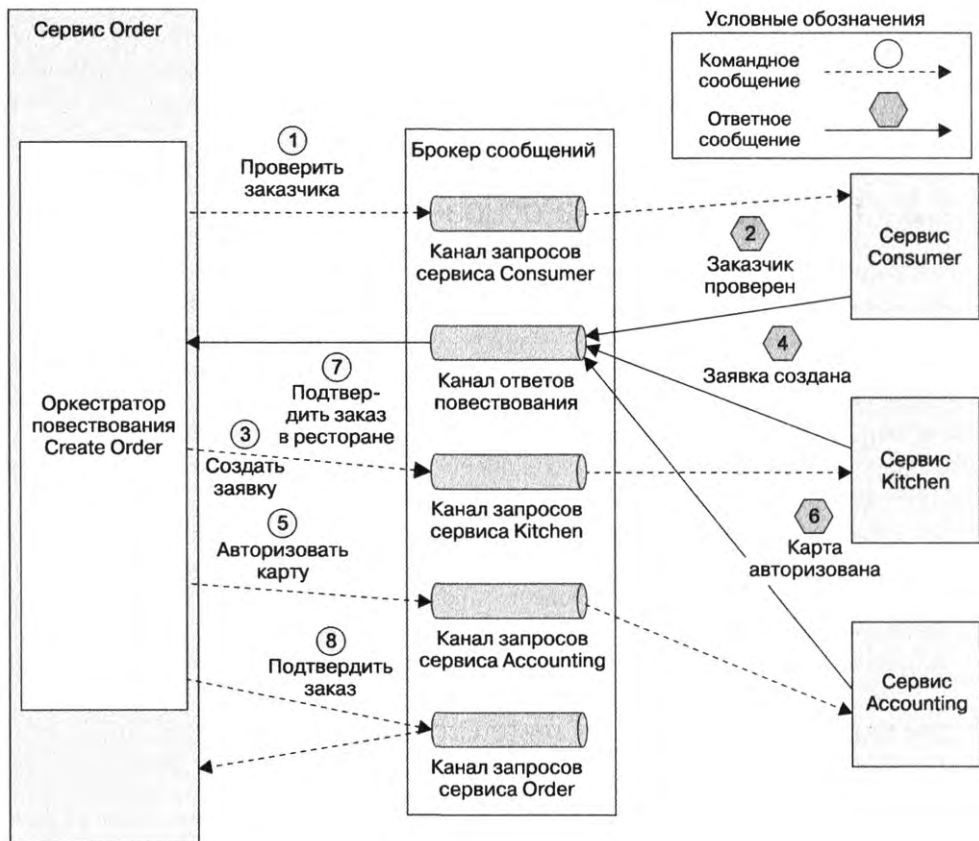 Сервис Order
Условные обозначения
Командное
сообщение
Ответное
сообщение
1
Проверить
заказчика
Брокер сообщений
Канал запросов
сервиса Consumer
2
Заказчик
проверен
Сервис
Consumer
Оркестратор
повествования
Create Order
7
Подтвер-
дить заказ
в ресторане
Канал ответов
повествования
4
Заявка создана
3
Создать
заявку
Канал запросов
сервиса Kitchen
Сервис
Kitchen
5
Авторизовать
карту
6
Карта
авторизована
Канал запросов
сервиса Accounting
8
Подтвердить
заказ
Сервис
Accounting
Канал запросов
сервиса Order